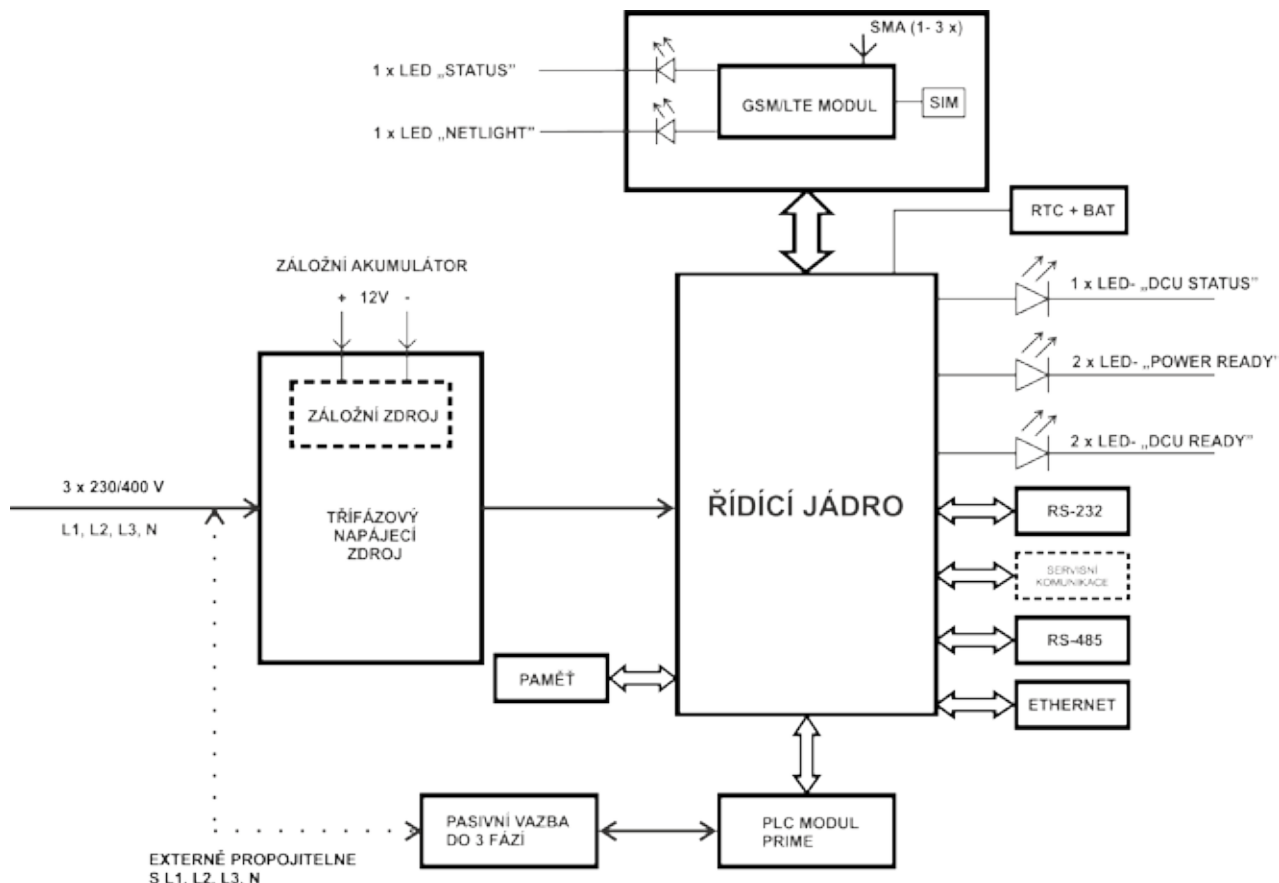 SMA (1- 3 x)
1 x LED „STATUS”
GSM/LTE MODUL
SIM
1 x LED „NETLIGHT”
RTC + BAT
ZÁLOŽNÍ AKUMULÁTOR
+ 12V -
1 x LED- „DCU STATUS”
2 x LED- „POWER READY”
ZÁLOŽNÍ ZDROJ
2 x LED- „DCU READY”
3 x 230/400 V
L1, L2, L3, N
TŘÍFÁZOVÝ
NAPÁJECÍ
ZDROJ
ŘÍDÍCÍ JÁDRO
RS-232
SERVISNÍ
KOMUNIKACE
RS-485
PAMĚŤ
ETHERNET
PASIVNÍ VAZBA
DO 3 FÁZÍ
PLC MODUL
PRIME
EXTERNĚ PROPOJITELNE
S L1, L2, L3, N